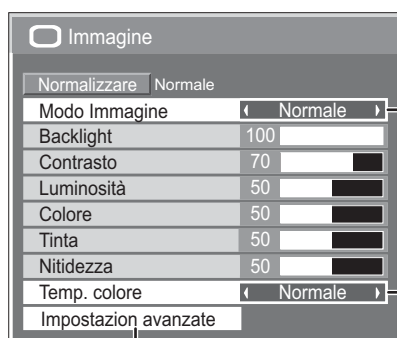 Immagine
Normalizzare Normale
Modo Immagine Normale
Backlight 100
Contrasto 70
Luminosità 50
Colore 50
Tinta 50
Nitidezza 50
Temp. colore Normale
Impostazion avanzate